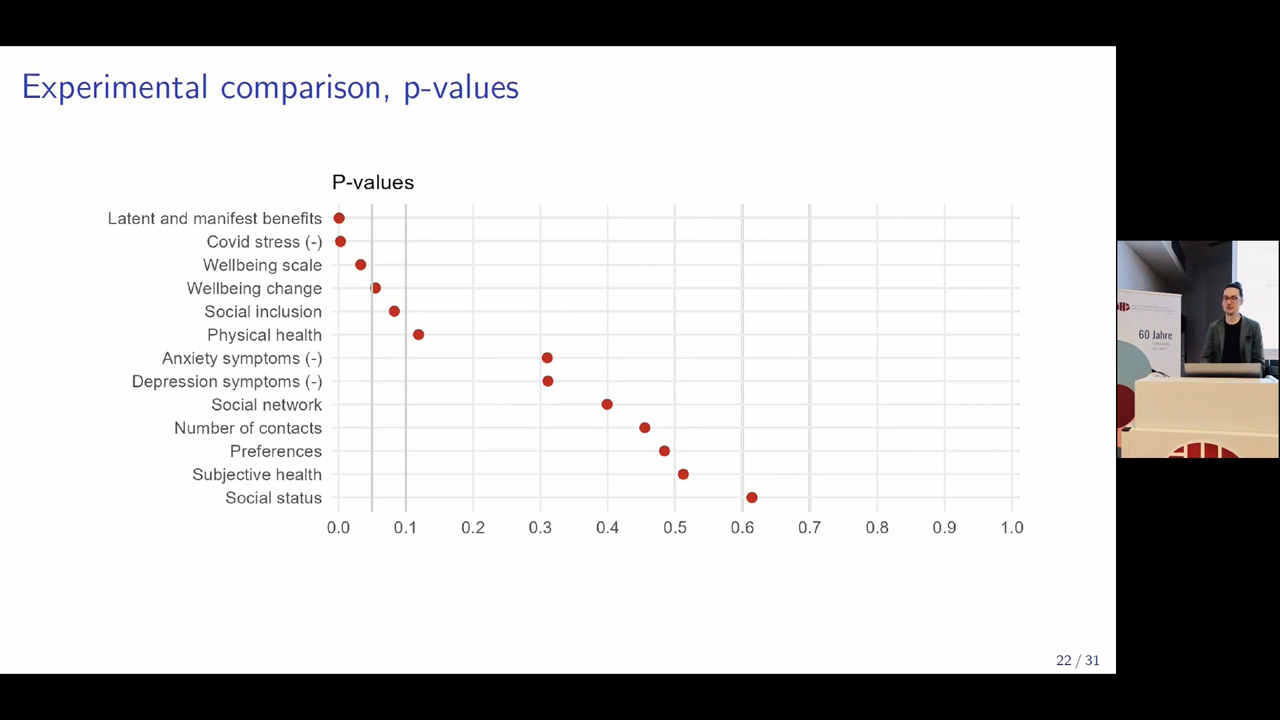 Experimental comparison, p-values
P-values
Latent and manifest benefits
Covid stress (-)
Wellbeing scale
Wellbeing change
Social inclusion
Physical health
Anxiety symptoms (-)
Depression symptoms (-)
Social network
Number of contacts
Preferences
Subjective health
Social status
0.0 0.1 0.2 0.3 0.4 0.5 0.6 0.7 0.8 0.9 1.0
22 / 31
60 Jahre